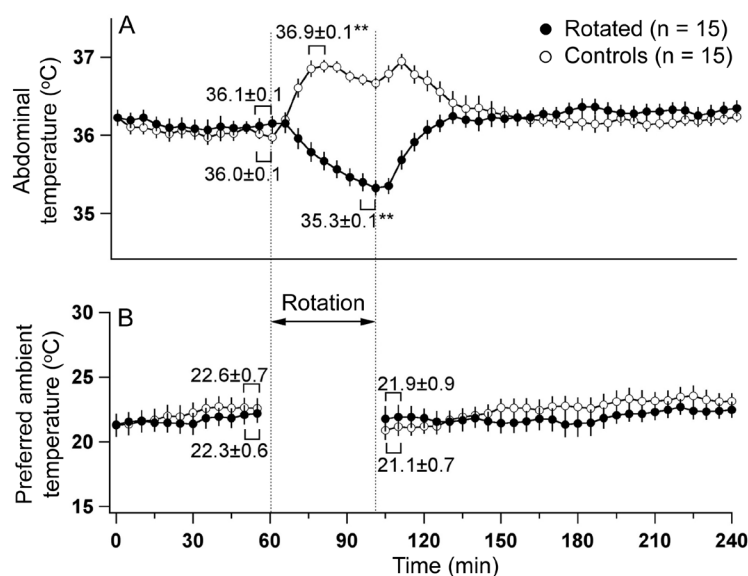 A
36.9±0.1**
Rotated (n = 15)
Controls (n = 15)
37
36
35
Abdominal
temperature (ºC)
36.1±0.1
36.0±0.1
35.3±0.1**
Rotation
B
30
25
20
15
Preferred ambient
temperature (ºC)
22.6±0.7
22.3±0.6
21.9±0.9
21.1±0.7
0 30 60 90 120 150 180 210 240
Time (min)